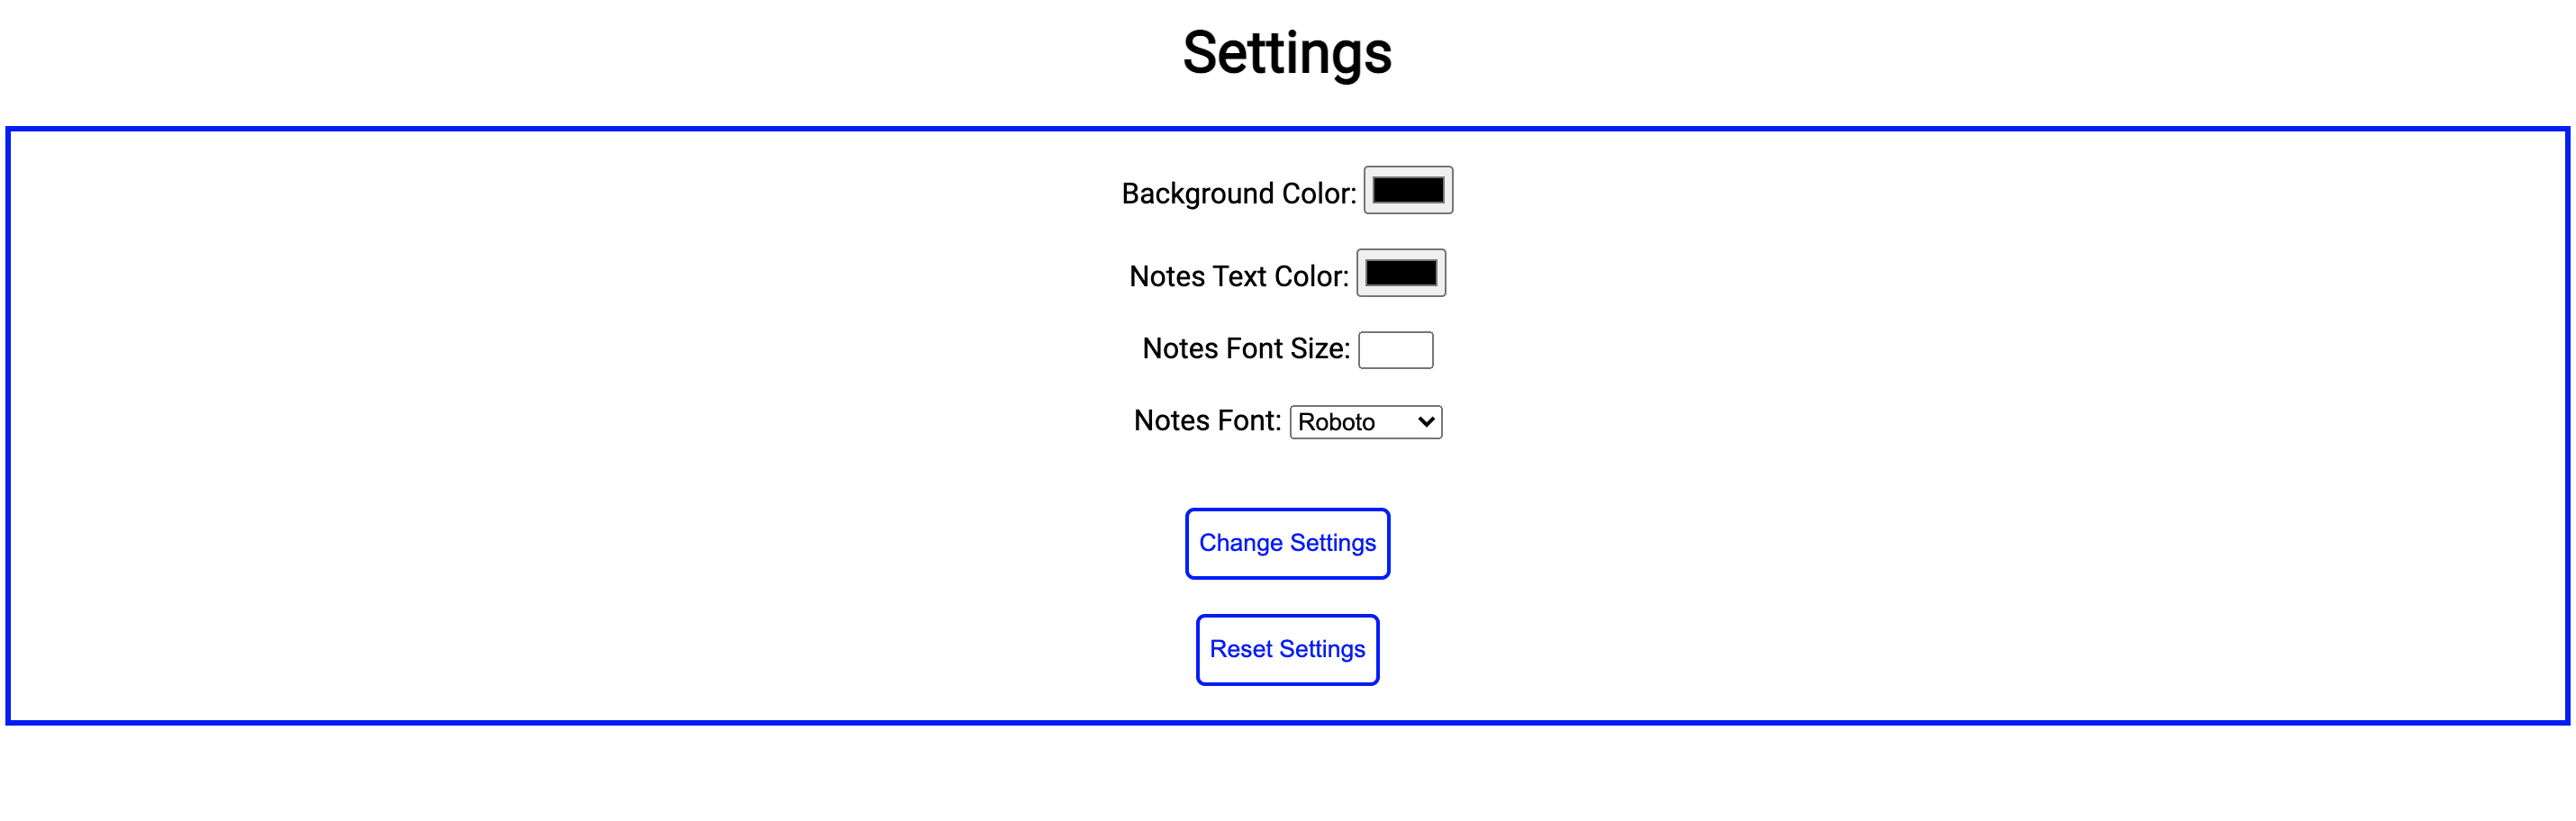 Settings
Background Color:
Notes Text Color:
Notes Font Size:
Notes Font: Roboto
Change Settings
Reset Settings